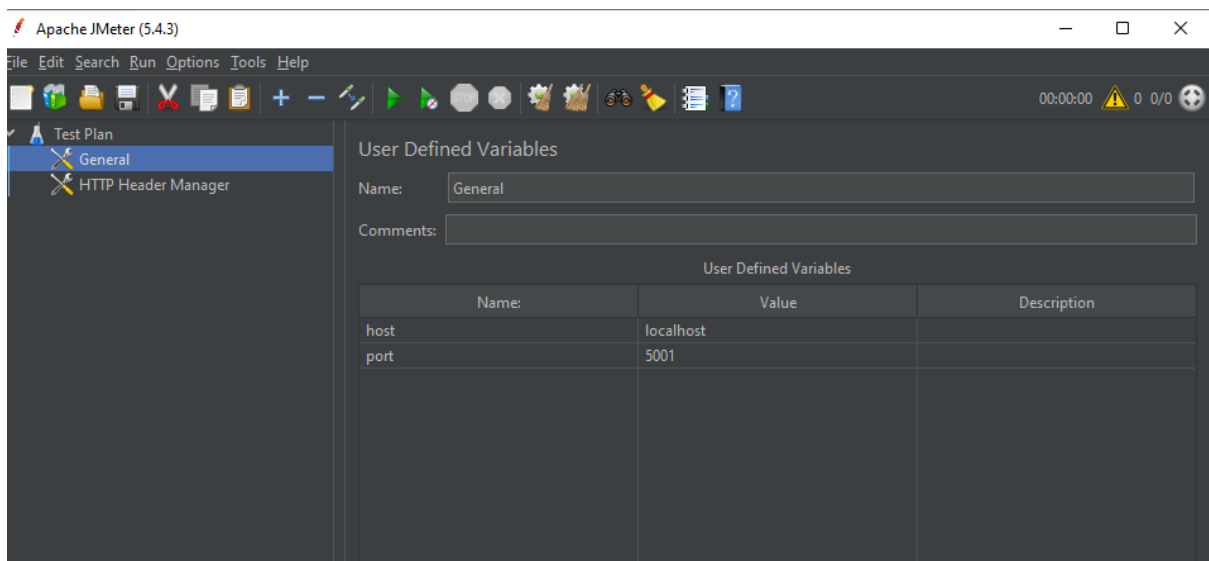 Apache JMeter (5.4.3)
File Edit Search Run Options Tools Help
STOP 00:00:00 0 0/0
Test Plan
General
HTTP Header Manager
User Defined Variables
Name: General
Comments:
User Defined Variables
Name: Value Description
host localhost
port 5001